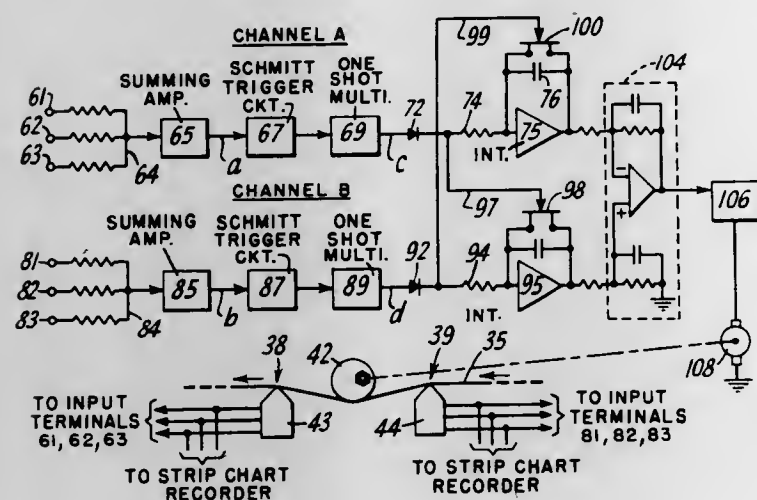 CHANNEL A
SUMMING AMP.
SCHMITT TRIGGER CKT.
ONE SHOT MULTI.
61
62
63
64
65
a
67
69
c
72
74
75
INT.
76
99
100
104
CHANNEL B
SUMMING AMP.
SCHMITT TRIGGER CKT.
ONE SHOT MULTI.
81
82
83
84
85
b
87
89
d
92
94
95
INT.
97
98
-
+
106
108
38
42
39
35
43
44
TO INPUT
TERMINALS
61, 62, 63
TO STRIP CHART
RECORDER
TO INPUT
TERMINALS
81, 82, 83
TO STRIP CHART
RECORDER